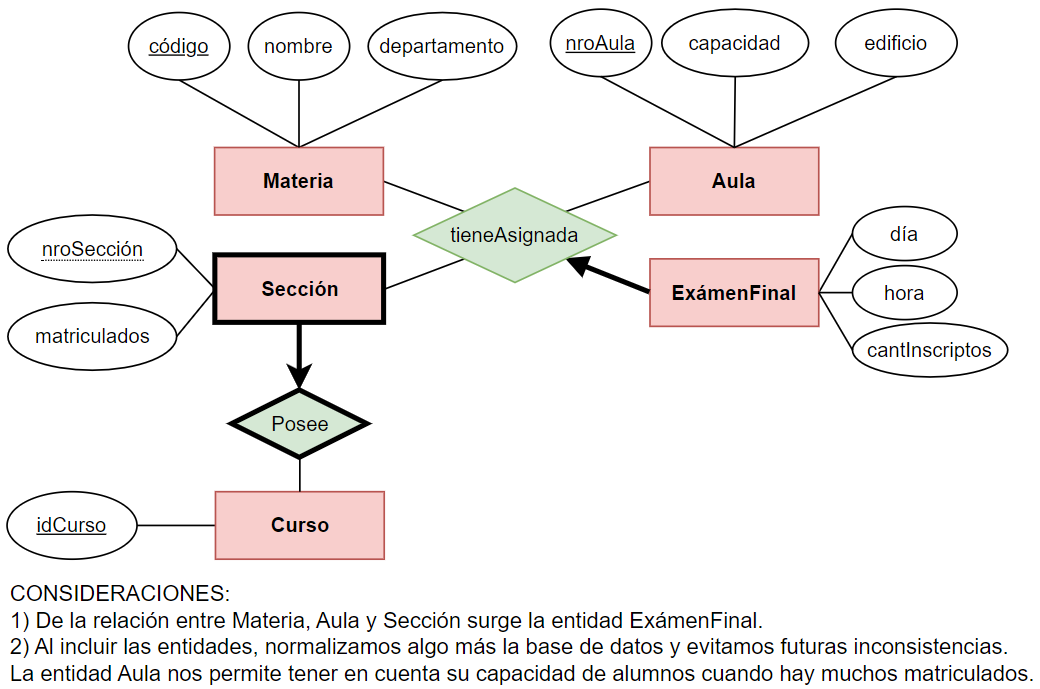 código
nombre
departamento
nroAula
capacidad
edificio
Materia
Aula
tieneAsignada
nroSección
matriculados
Sección
ExámenFinal
día
hora
cantInscriptos
Posee
idCurso
Curso
CONSIDERACIONES:
1) De la relación entre Materia, Aula y Sección surge la entidad ExámenFinal.
2) Al incluir las entidades, normalizamos algo más la base de datos y evitamos futuras inconsistencias.
La entidad Aula nos permite tener en cuenta su capacidad de alumnos cuando hay muchos matriculados.